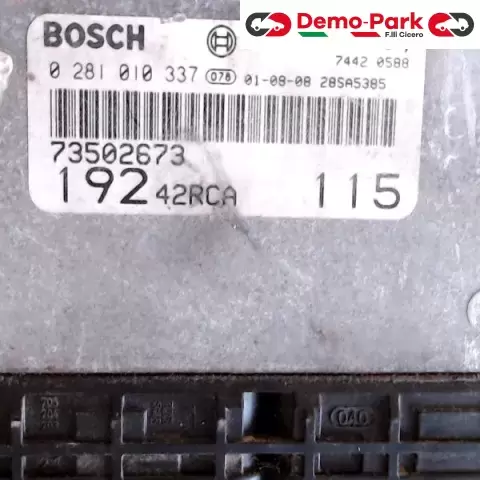 Demo-Park
F.lli Cicero
BOSCH
7442 0588
0 281 010 337 078 01-08-08 28SA5385
73502673
192 42RCA 115